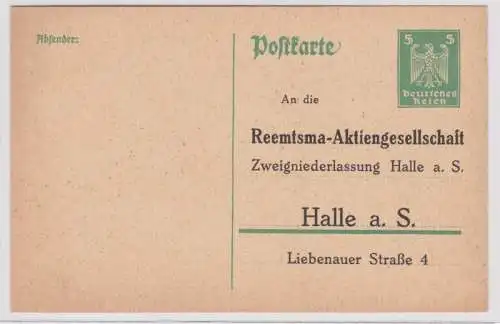 Absender:
Postkarte
5 5
Deutsches
Reich
An die
Reemtsma-Aktiengesellschaft
Zweigniederlassung Halle a. S.
Halle a. S.
Liebenauer Straße 4